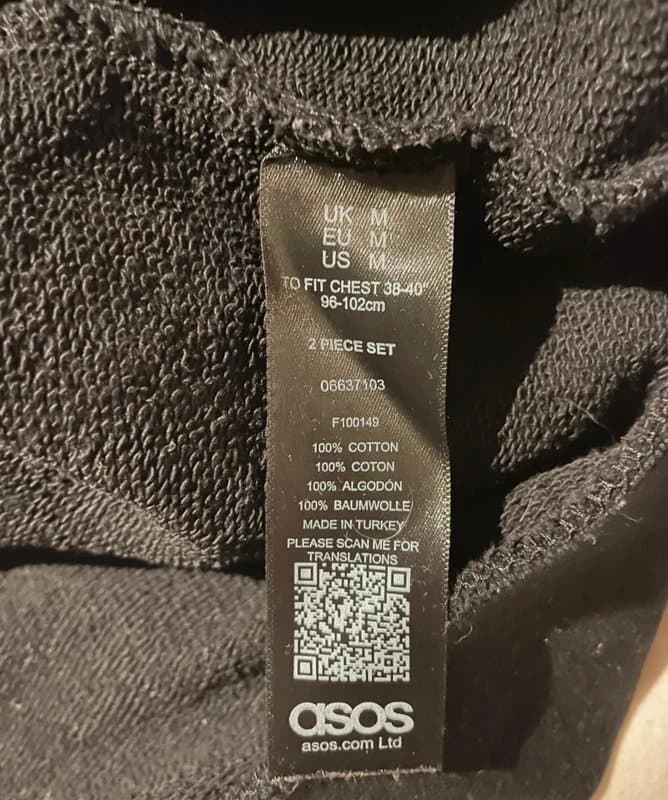 UK M
EU M
US M
TO FIT CHEST 38-40"
96-102cm
2 PIECE SET
06637103
F100149
100% COTTON
100% COTON
100% ALGODÓN
100% BAUMWOLLE
MADE IN TURKEY
PLEASE SCAN ME FOR
TRANSLATIONS
asos
asos.com Ltd